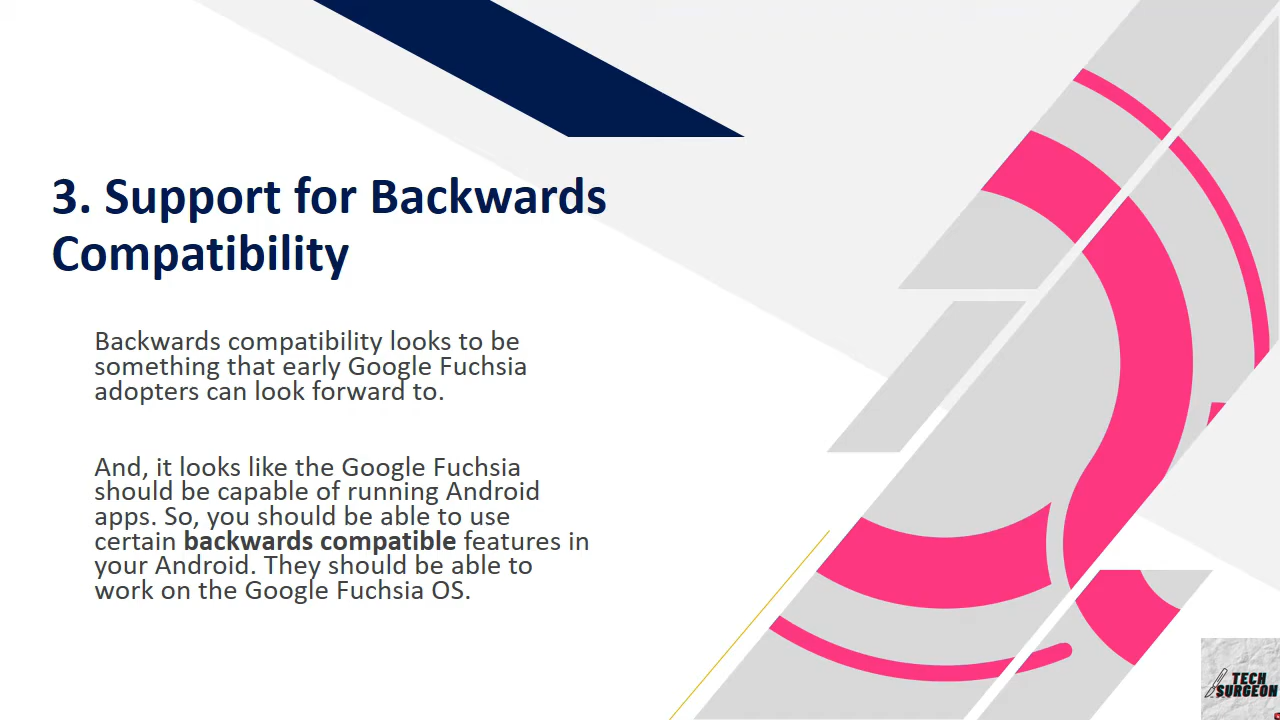 3. Support for Backwards
Compatibility
Backwards compatibility looks to be
something that early Google Fuchsia
adopters can look forward to.
And, it looks like the Google Fuchsia
should be capable of running Android
apps. So, you should be able to use
certain backwards compatible features in
your Android. They should be able to
work on the Google Fuchsia OS.
TECH
SURGEON